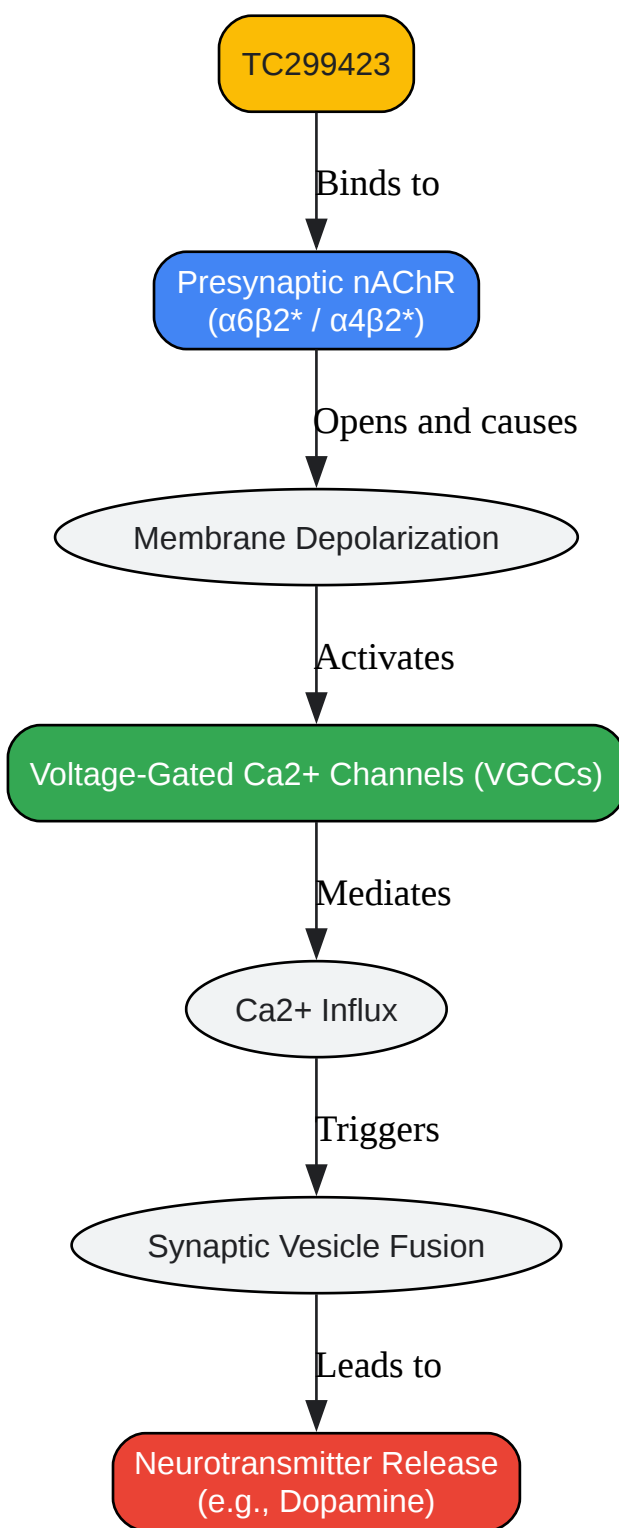 TC299423
Binds to
Presynaptic nAChR
(α6β2* / α4β2*)
Opens and causes
Membrane Depolarization
Activates
Voltage-Gated Ca2+ Channels (VGCCs)
Mediates
Ca2+ Influx
Triggers
Synaptic Vesicle Fusion
Leads to
Neurotransmitter Release
(e.g., Dopamine)